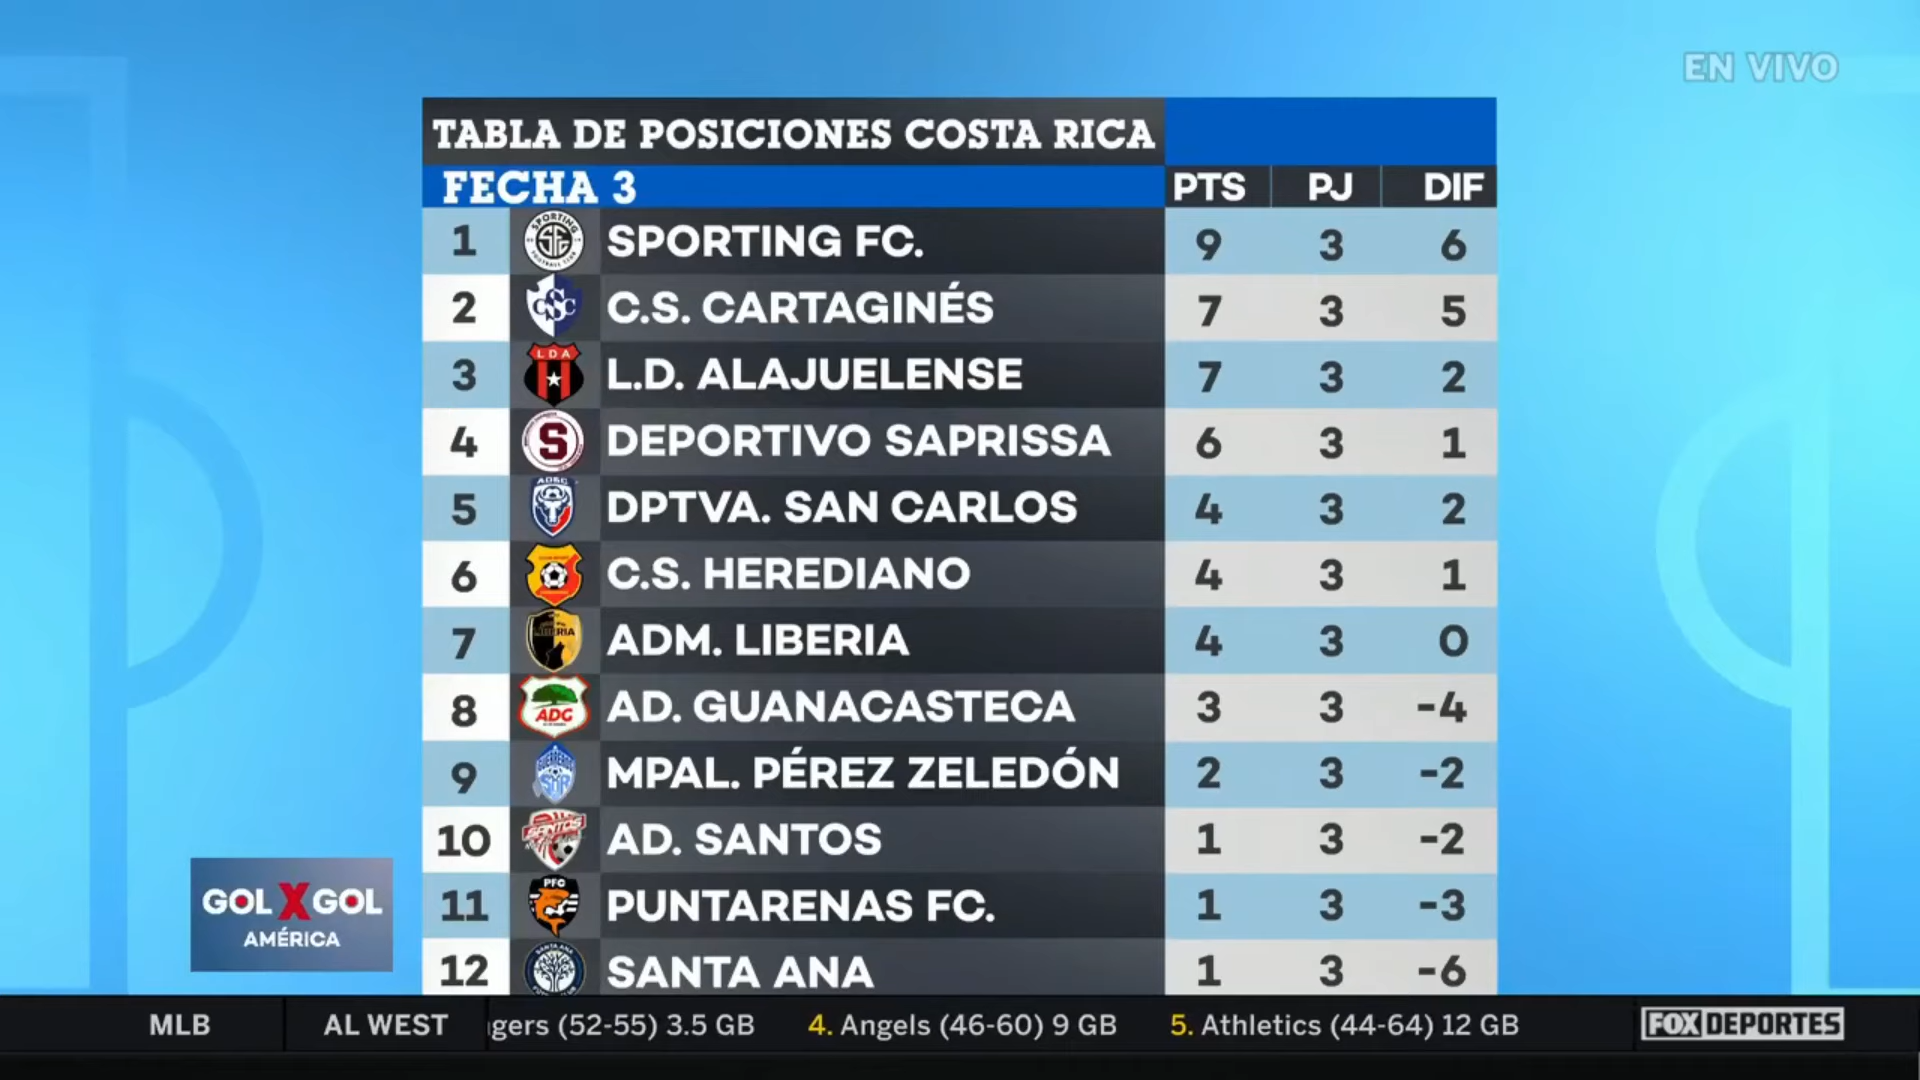 EN VIVO
TABLA DE POSICIONES COSTA RICA
FECHA 3 PTS PJ DIF
1 SPORTING FC. 9 3 6
2 C.S. CARTAGINÉS 7 3 5
3 L.D. ALAJUELENSE 7 3 2
4 DEPORTIVO SAPRISSA 6 3 1
5 DPTVA. SAN CARLOS 4 3 2
6 C.S. HEREDIANO 4 3 1
7 ADM. LIBERIA 4 3 0
8 AD. GUANACASTECA 3 3 -4
9 MPAL. PÉREZ ZELEDÓN 2 3 -2
10 AD. SANTOS 1 3 -2
11 PUNTARENAS FC. 1 3 -3
12 SANTA ANA 1 3 -6
GOL X GOL
AMÉRICA
MLB AL WEST gers (52-55) 3.5 GB 4. Angels (46-60) 9 GB 5. Athletics (44-64) 12 GB FOX DEPORTES